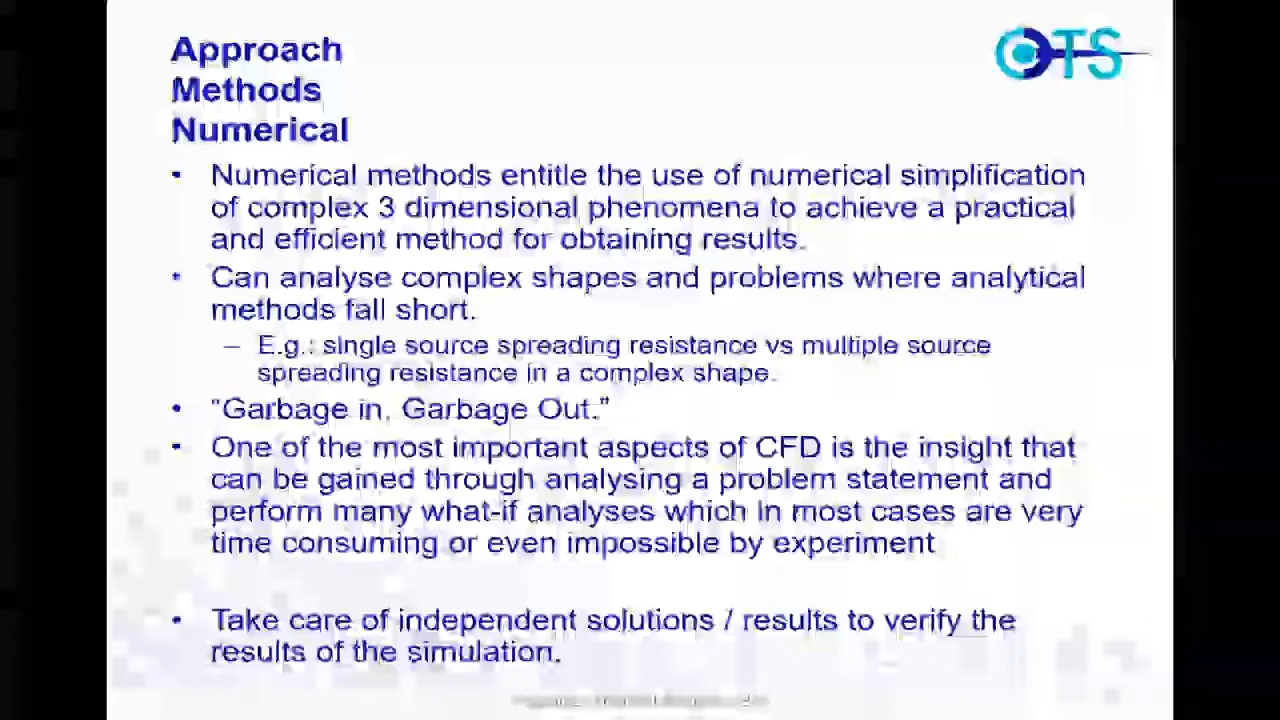 Approach
Methods
Numerical
OTS
• Numerical methods entitle the use of numerical simplification
of complex 3 dimensional phenomena to achieve a practical
and efficient method for obtaining results.
• Can analyse complex shapes and problems where analytical
methods fall short.
– E.g.: single source spreading resistance vs multiple source
spreading resistance in a complex shape.
• “Garbage in, Garbage Out.”
• One of the most important aspects of CFD is the insight that
can be gained through analysing a problem statement and
perform many what-if analyses which in most cases are very
time consuming or even impossible by experiment
• Take care of independent solutions / results to verify the
results of the simulation.